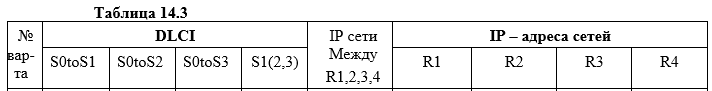 Таблица 14.3
№ вар-та
DLCI
IP сети Между R1,2,3,4
IP – адреса сетей
S0toS1 S0toS2 S0toS3 S1(2,3) R1 R2 R3 R4